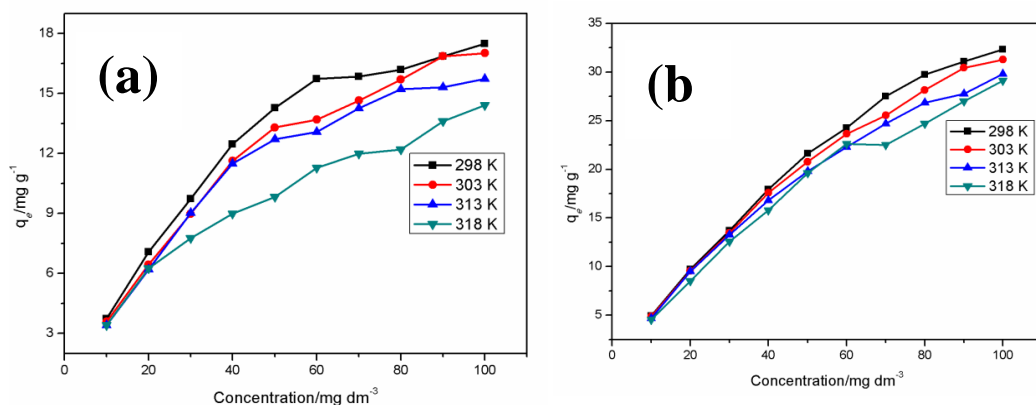 (a)
18
15
12
9
6
3
q_e/mg g⁻¹
298 K
303 K
313 K
318 K
0 20 40 60 80 100
Concentration/mg dm⁻³
(b)
35
30
25
20
15
10
5
q_e/mg g⁻¹
298 K
303 K
313 K
318 K
0 20 40 60 80 100
Concentration/mg dm⁻³